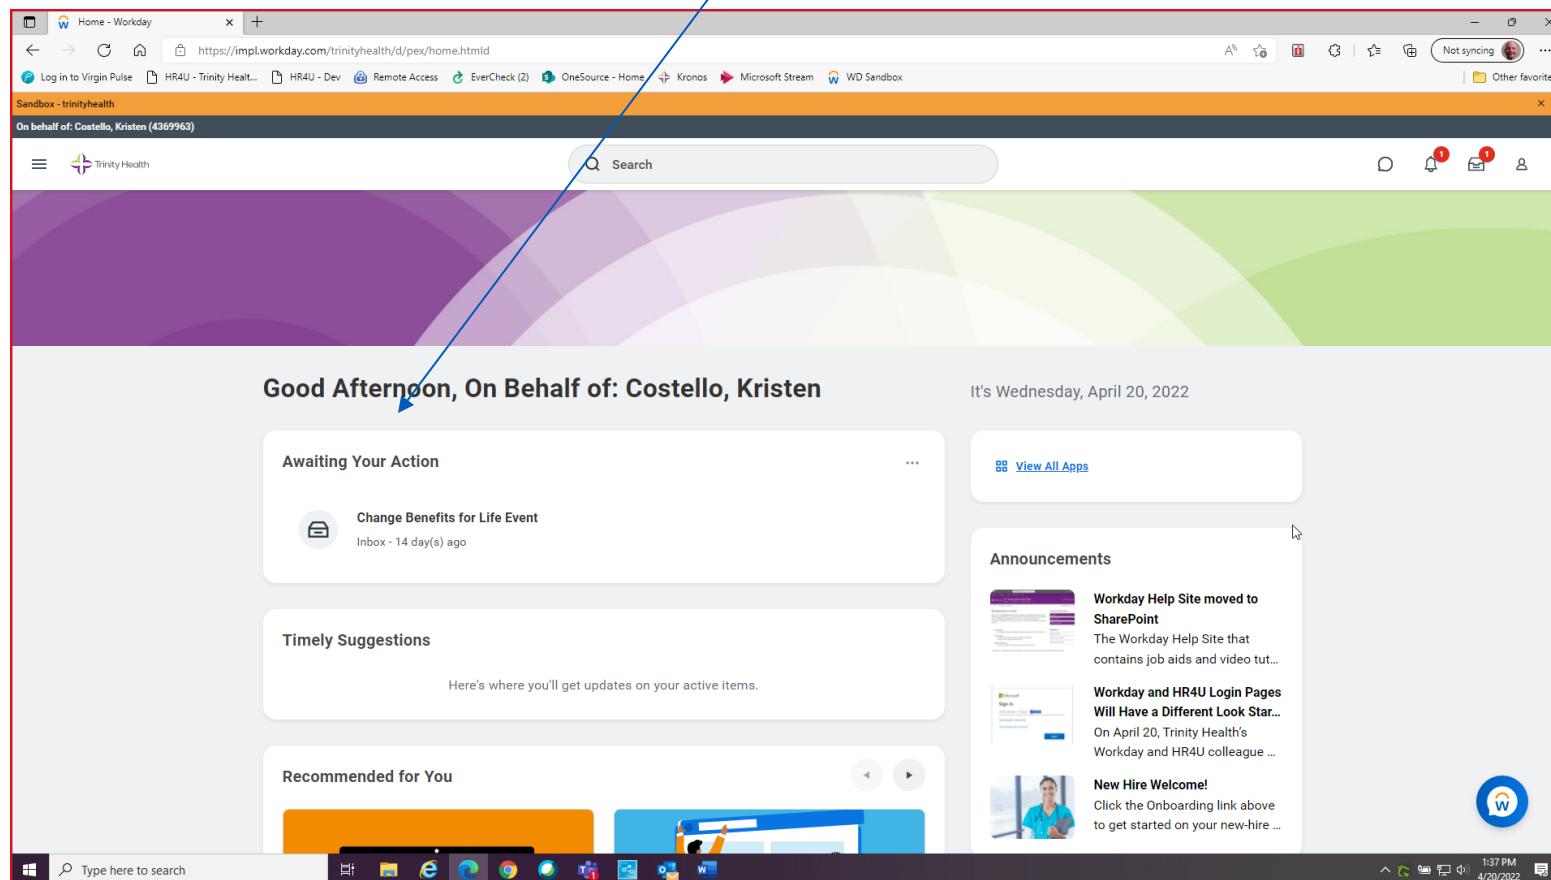 Home - Workday
https://impl.workday.com/trinityhealth/d/pex/home.htmld
Not syncing
Log in to Virgin Pulse
HR4U - Trinity Healt...
HR4U - Dev
Remote Access
EverCheck (2)
OneSource - Home
Kronos
Microsoft Stream
WD Sandbox
Other favorite
Sandbox - trinityhealth
On behalf of: Costello, Kristen (4369963)
Trinity Health
Search
1
1
Good Afternoon, On Behalf of: Costello, Kristen
It's Wednesday, April 20, 2022
Awaiting Your Action
View All Apps
Change Benefits for Life Event
Inbox - 14 day(s) ago
Timely Suggestions
Here's where you'll get updates on your active items.
Recommended for You
Announcements
Workday Help Site moved to
SharePoint
The Workday Help Site that
contains job aids and video tut...
Microsoft
Sign in
Workday and HR4U Login Pages
Will Have a Different Look Star...
On April 20, Trinity Health's
Workday and HR4U colleague ...
New Hire Welcome!
Click the Onboarding link above
to get started on your new-hire ...
Type here to search
1:37 PM
4/20/2022